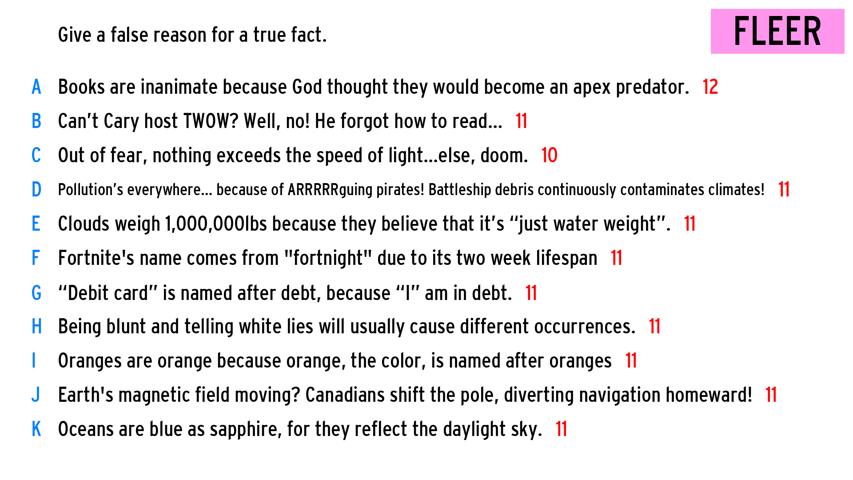 Give a false reason for a true fact.
FLEER
A Books are inanimate because God thought they would become an apex predator. 12
B Can’t Cary host TWOW? Well, no! He forgot how to read... 11
C Out of fear, nothing exceeds the speed of light...else, doom. 10
D Pollution’s everywhere... because of ARRRRRguing pirates! Battleship debris continuously contaminates climates! 11
E Clouds weigh 1,000,000lbs because they believe that it’s “just water weight”. 11
F Fortnite's name comes from "fortnight" due to its two week lifespan 11
G “Debit card” is named after debt, because “I” am in debt. 11
H Being blunt and telling white lies will usually cause different occurrences. 11
I Oranges are orange because orange, the color, is named after oranges 11
J Earth's magnetic field moving? Canadians shift the pole, diverting navigation homeward! 11
K Oceans are blue as sapphire, for they reflect the daylight sky. 11